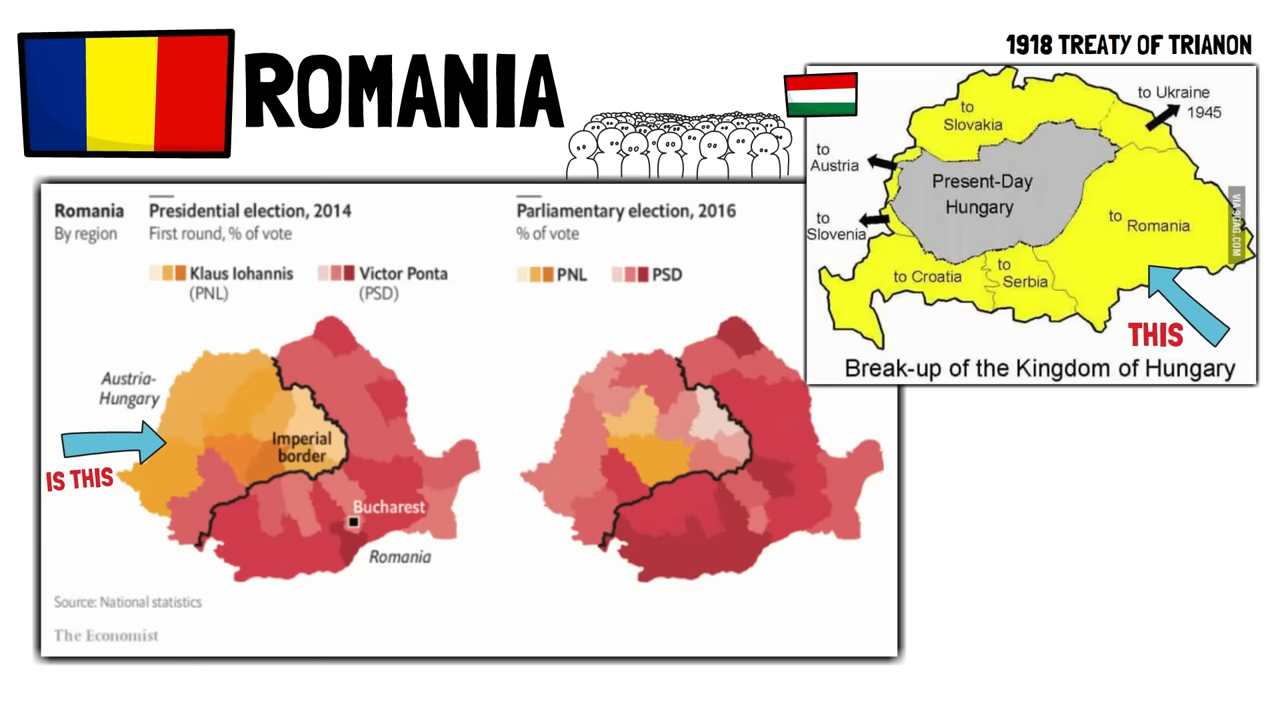 ROMANIA
1918 TREATY OF TRIANON
to
Slovakia
to Ukraine
1945
to
Austria
Present-Day
Hungary
to
Slovenia
to
Romania
to Croatia
to
Serbia
THIS
VIA 9GAG.COM
Break-up of the Kingdom of Hungary
Romania
By region
Presidential election, 2014
First round, % of vote
Klaus Iohannis
(PNL)
Victor Ponta
(PSD)
Parliamentary election, 2016
% of vote
PNL
PSD
Austria-
Hungary
IS THIS
Imperial
border
Bucharest
Romania
Source: National statistics
The Economist